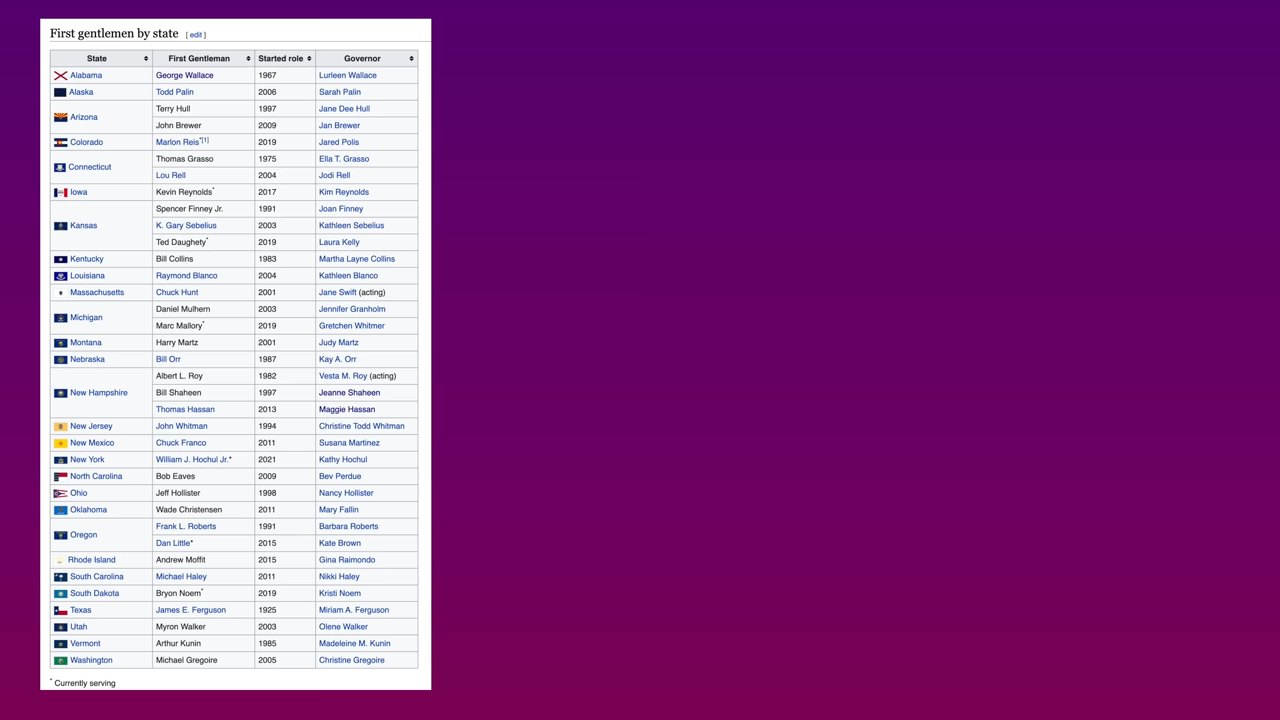 First gentlemen by state [ edit ]
State First Gentleman Started role Governor
Alabama George Wallace 1967 Lurleen Wallace
Alaska Todd Palin 2006 Sarah Palin
Arizona Terry Hull 1997 Jane Dee Hull
John Brewer 2009 Jan Brewer
Colorado Marlon Reis*[1] 2019 Jared Polis
Connecticut Thomas Grasso 1975 Ella T. Grasso
Lou Rell 2004 Jodi Rell
Iowa Kevin Reynolds* 2017 Kim Reynolds
Kansas Spencer Finney Jr. 1991 Joan Finney
K. Gary Sebelius 2003 Kathleen Sebelius
Ted Daughety* 2019 Laura Kelly
Kentucky Bill Collins 1983 Martha Layne Collins
Louisiana Raymond Blanco 2004 Kathleen Blanco
Massachusetts Chuck Hunt 2001 Jane Swift (acting)
Michigan Daniel Mulhern 2003 Jennifer Granholm
Marc Mallory* 2019 Gretchen Whitmer
Montana Harry Martz 2001 Judy Martz
Nebraska Bill Orr 1987 Kay A. Orr
New Hampshire Albert L. Roy 1982 Vesta M. Roy (acting)
Bill Shaheen 1997 Jeanne Shaheen
Thomas Hassan 2013 Maggie Hassan
New Jersey John Whitman 1994 Christine Todd Whitman
New Mexico Chuck Franco 2011 Susana Martinez
New York William J. Hochul Jr.* 2021 Kathy Hochul
North Carolina Bob Eaves 2009 Bev Perdue
Ohio Jeff Hollister 1998 Nancy Hollister
Oklahoma Wade Christensen 2011 Mary Fallin
Oregon Frank L. Roberts 1991 Barbara Roberts
Dan Little* 2015 Kate Brown
Rhode Island Andrew Moffit 2015 Gina Raimondo
South Carolina Michael Haley 2011 Nikki Haley
South Dakota Bryon Noem* 2019 Kristi Noem
Texas James E. Ferguson 1925 Miriam A. Ferguson
Utah Myron Walker 2003 Olene Walker
Vermont Arthur Kunin 1985 Madeleine M. Kunin
Washington Michael Gregoire 2005 Christine Gregoire
* Currently serving